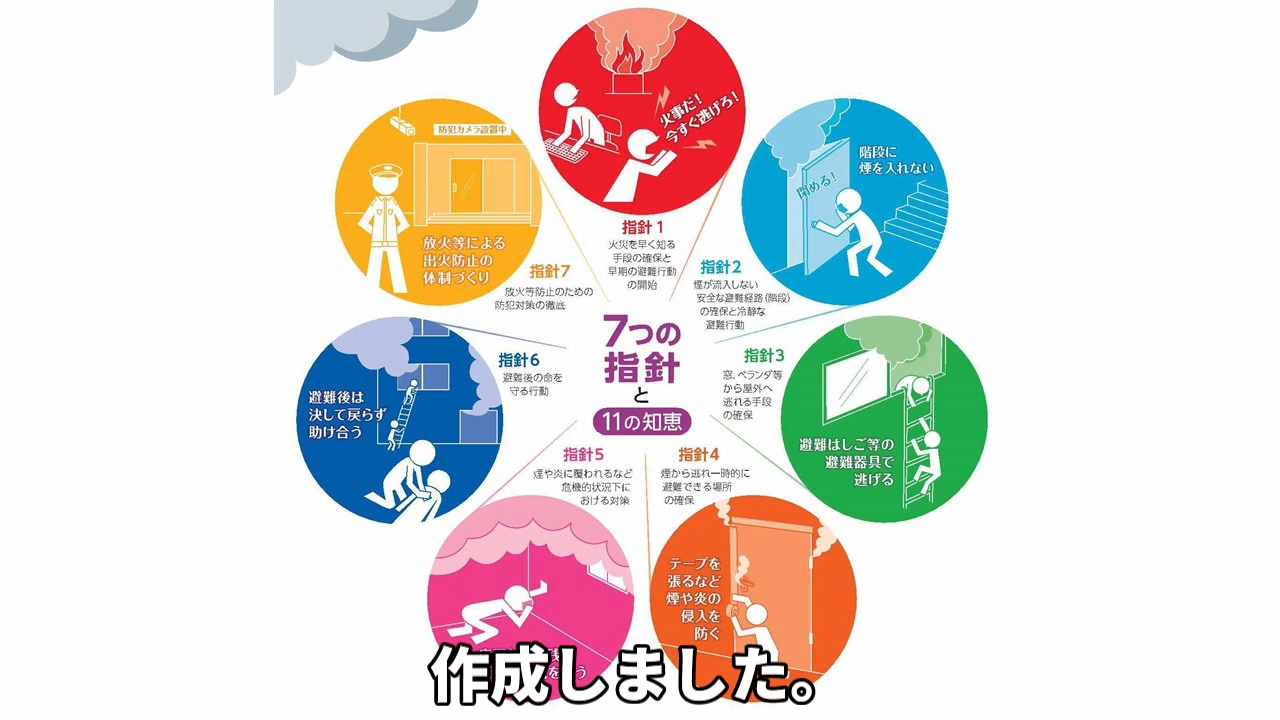 火事だ!
今すぐ逃げろ!
指針1
火災を早く知る
手段の確保と
早期の避難行動
の開始
階段に
煙を入れない
閉める!
指針2
煙が流入しない
安全な避難経路(階段)
の確保と冷静な
避難行動
指針3
窓、ベランダ等
から屋外へ
逃れる手段
の確保
避難はしご等の
避難器具で
逃げる
指針4
煙から逃れ一時的に
避難できる場所
の確保
テープを
張るなど
煙や炎の
侵入を
防ぐ
指針5
煙や炎に覆われるなど
危機的状況下に
おける対策
指針6
避難後の命を
守る行動
避難後は
決して戻らず
助け合う
指針7
放火等防止のための
防犯対策の徹底
防犯カメラ設置中
放火等による
出火防止の
体制づくり
7つの
指針
と
11の知恵
作成しました。